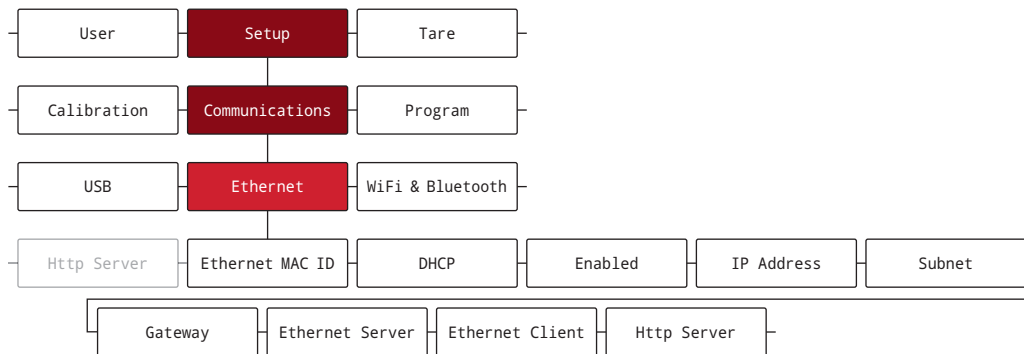 User Setup Tare
Calibration Communications Program
USB Ethernet WiFi & Bluetooth
Http Server Ethernet MAC ID DHCP Enabled IP Address Subnet
Gateway Ethernet Server Ethernet Client Http Server